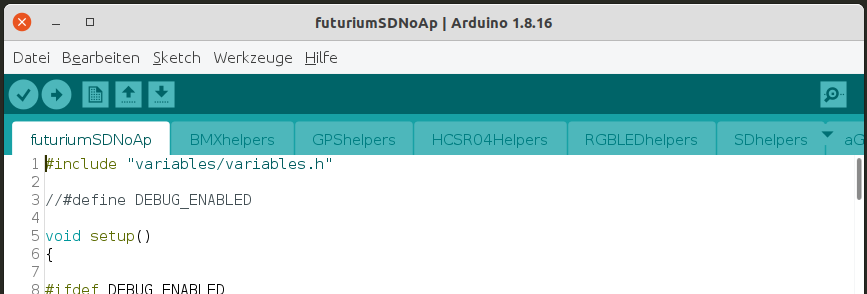 futuriumSDNoAp | Arduino 1.8.16
Datei Bearbeiten Sketch Werkzeuge Hilfe
futuriumSDNoAp BMXhelpers GPShelpers HCSR04Helpers RGBLEDhelpers SDhelpers aG
1 #include "variables/variables.h"
2
3 //#define DEBUG_ENABLED
4
5 void setup()
6 {
7
8 #ifdef DEBUG_ENABLED